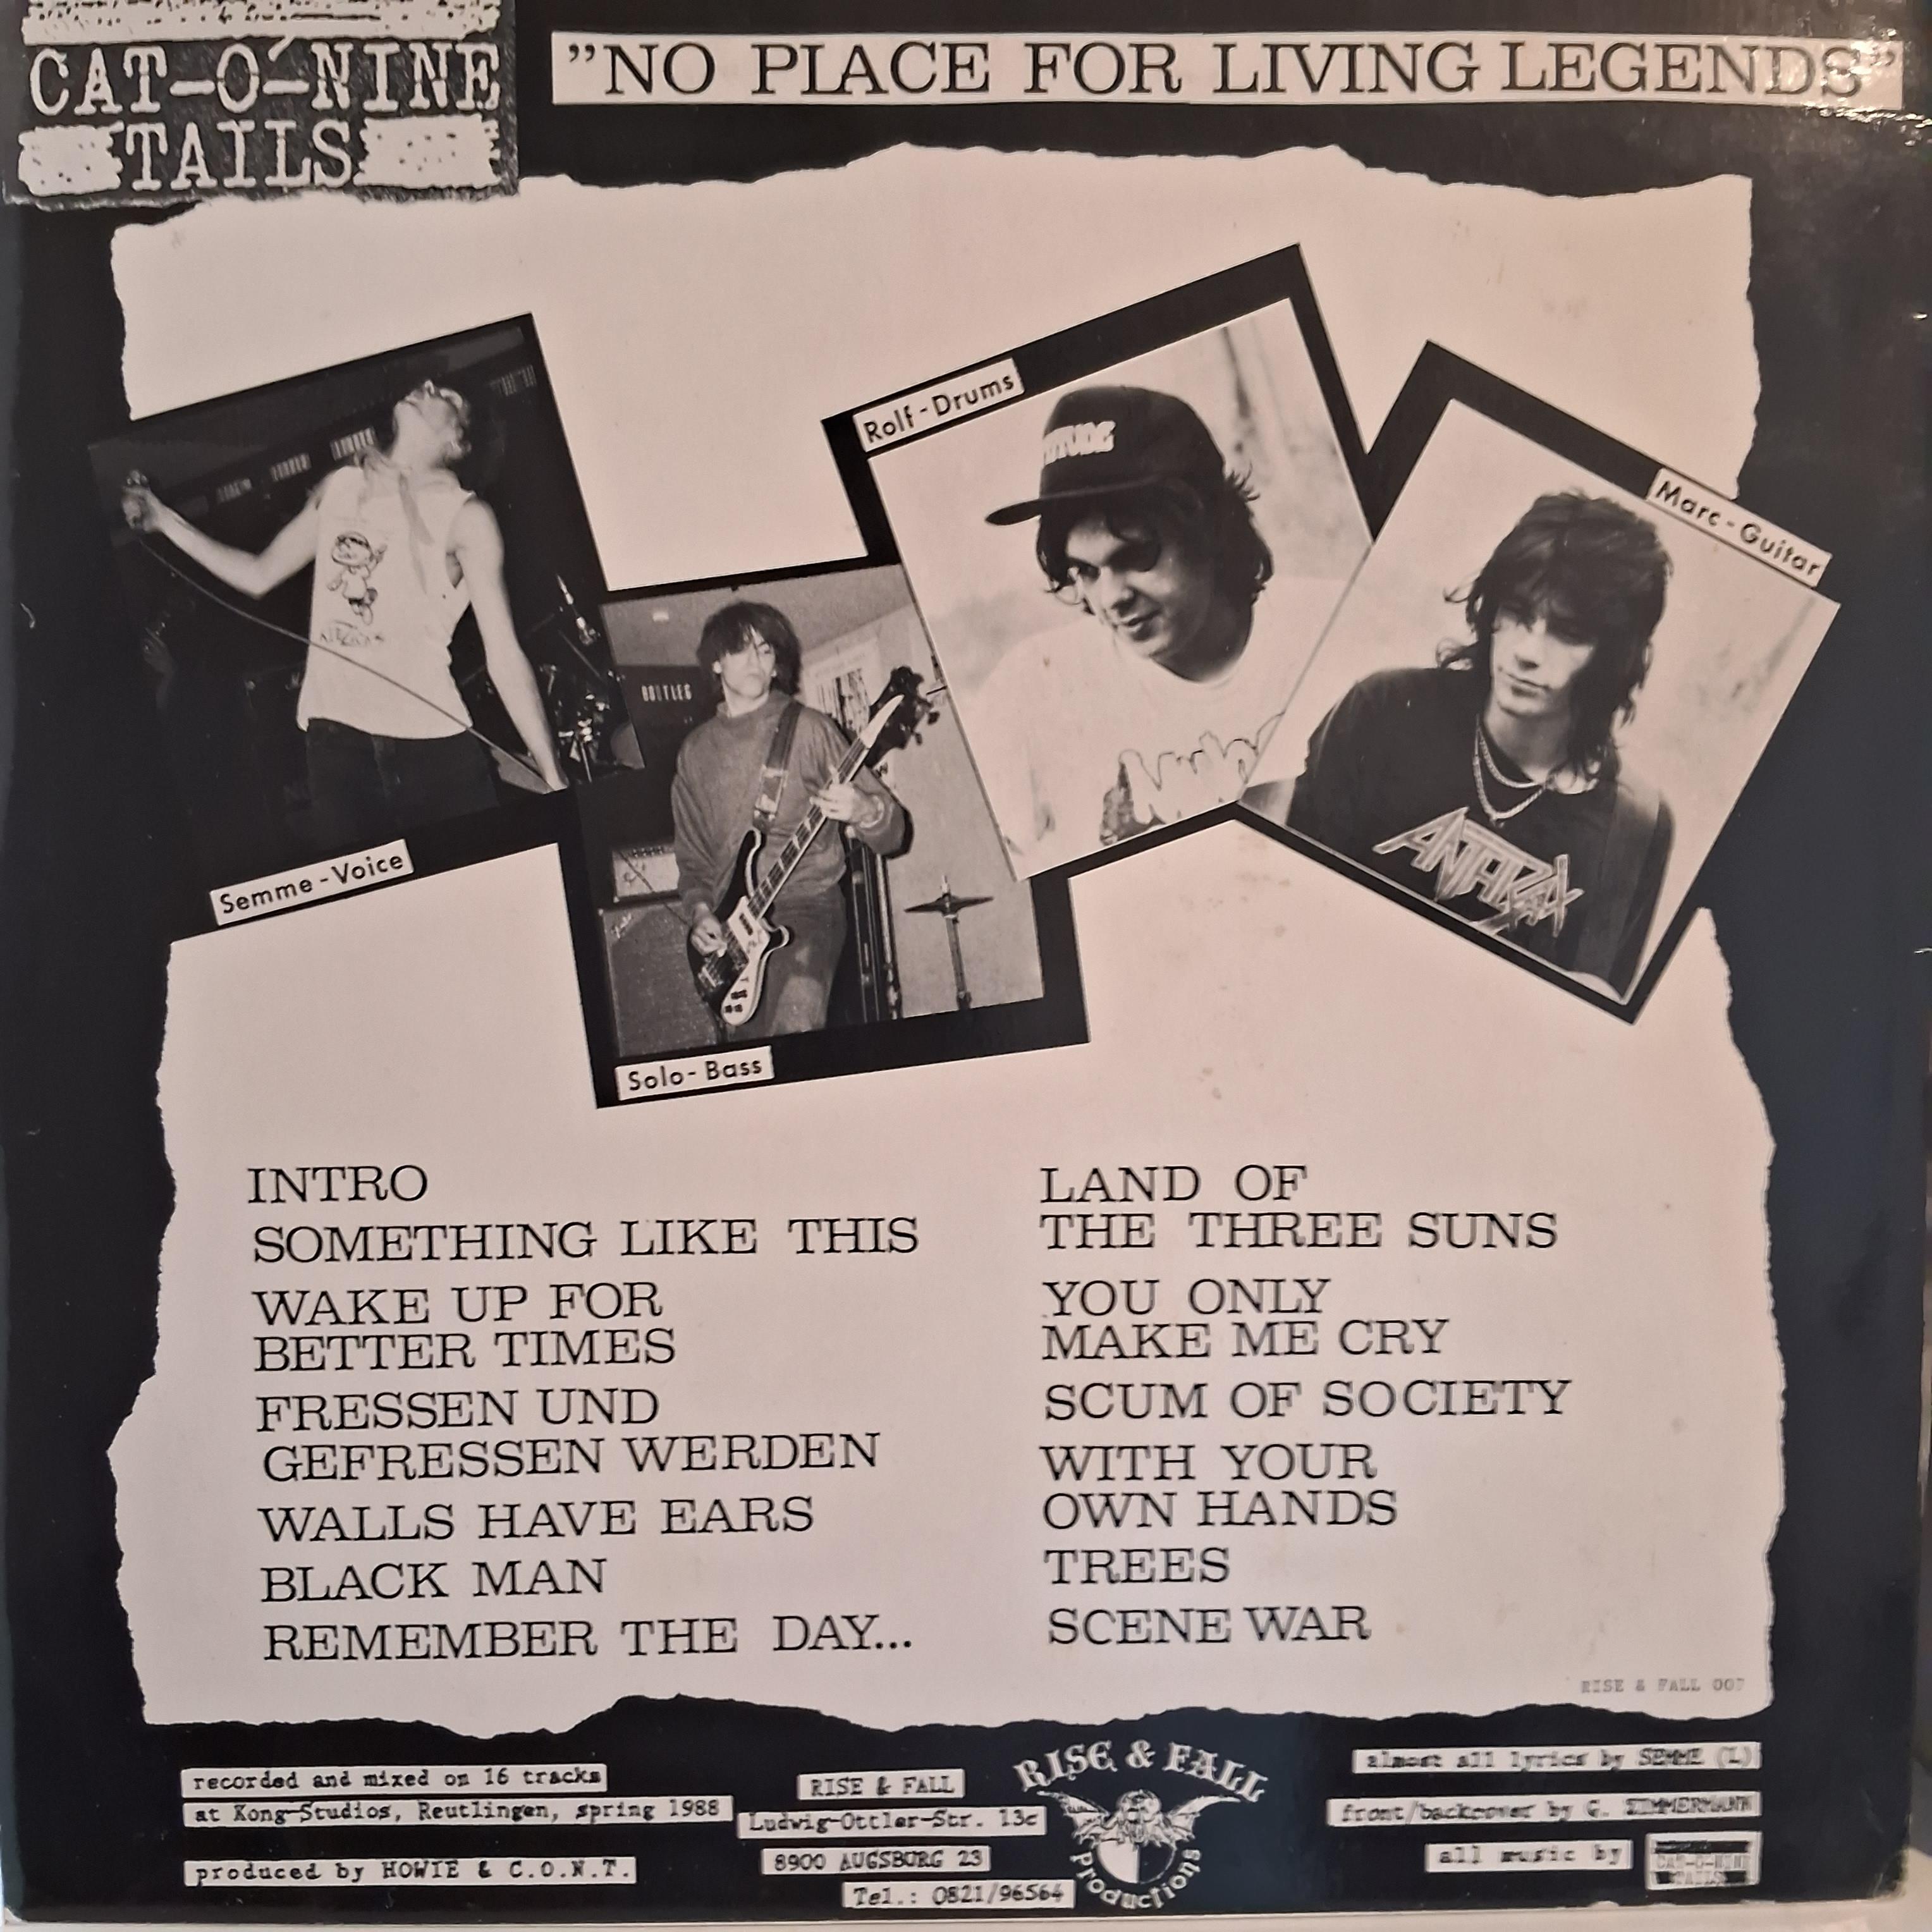 CAT-O'-NINE
TAILS
"NO PLACE FOR LIVING LEGENDS"
Rolf-Drums
Marc-Guitar
BOTTLES
ANTHRAX
Semme-Voice
Solo-Bass
INTRO
SOMETHING LIKE THIS
WAKE UP FOR
BETTER TIMES
FRESSEN UND
GEFRESSEN WERDEN
WALLS HAVE EARS
BLACK MAN
REMEMBER THE DAY...
LAND OF
THE THREE SUNS
YOU ONLY
MAKE ME CRY
SCUM OF SOCIETY
WITH YOUR
OWN HANDS
TREES
SCENE WAR
RISE & FALL 007
recorded and mixed on 16 tracks
at Kong-Studios, Reutlingen, spring 1988
produced by HOWIE & C.O.N.T.
RISE & FALL
Ludwig-Ottler-Str. 13c
8900 AUGSBURG 23
Tel.: 0821/96564
RISE & FALL
Productions
almost all lyrics by SEMME (L)
front/backcover by G. ZIMMERMANN
all music by
CAT-O-NINE
TAILS